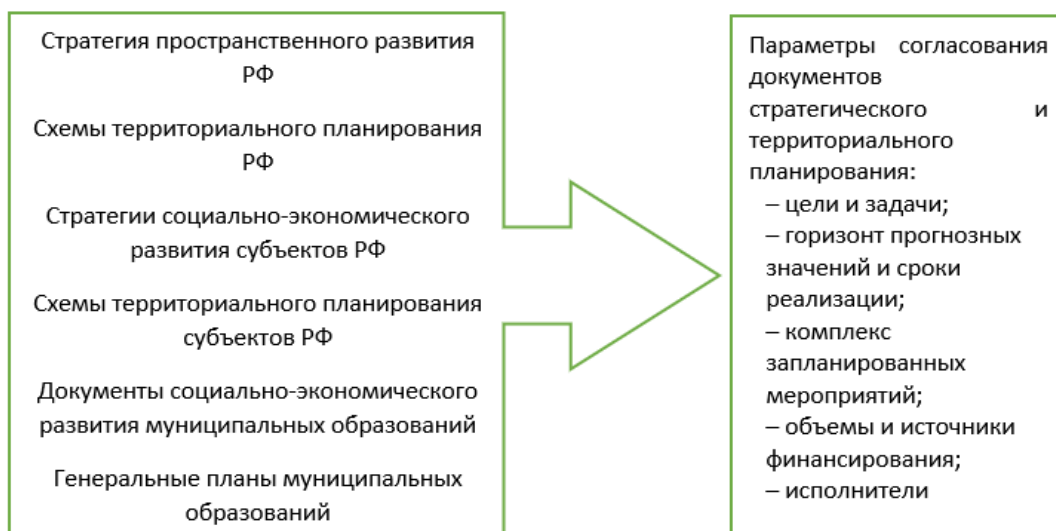 Стратегия пространственного развития
РФ
Схемы территориального планирования
РФ
Стратегии социально-экономического
развития субъектов РФ
Схемы территориального планирования
субъектов РФ
Документы социально-экономического
развития муниципальных образований
Генеральные планы муниципальных
образований
Параметры согласования
документов
стратегического и
территориального
планирования:
– цели и задачи;
– горизонт прогнозных
значений и сроки
реализации;
– комплекс
запланированных
мероприятий;
– объемы и источники
финансирования;
– исполнители